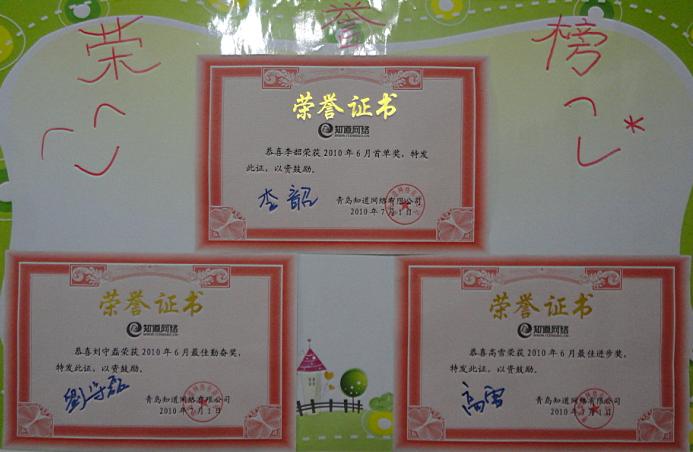 荣誉榜
荣誉证书
知道网络
恭喜李韶荣获2010年6月首单奖，特发
此证，以资鼓励。
李韶
青岛知道网络有限公司
2010年7月1日
荣誉证书
知道网络
恭喜刘守磊荣获2010年6月最佳勤奋奖，
特发此证，以资鼓励。
劉守磊
青岛知道网络有限公司
2010年7月1日
荣誉证书
知道网络
恭喜高雪荣获2010年6月最佳进步奖，
特发此证，以资鼓励。
高雪
青岛知道网络有限公司
2010年7月1日